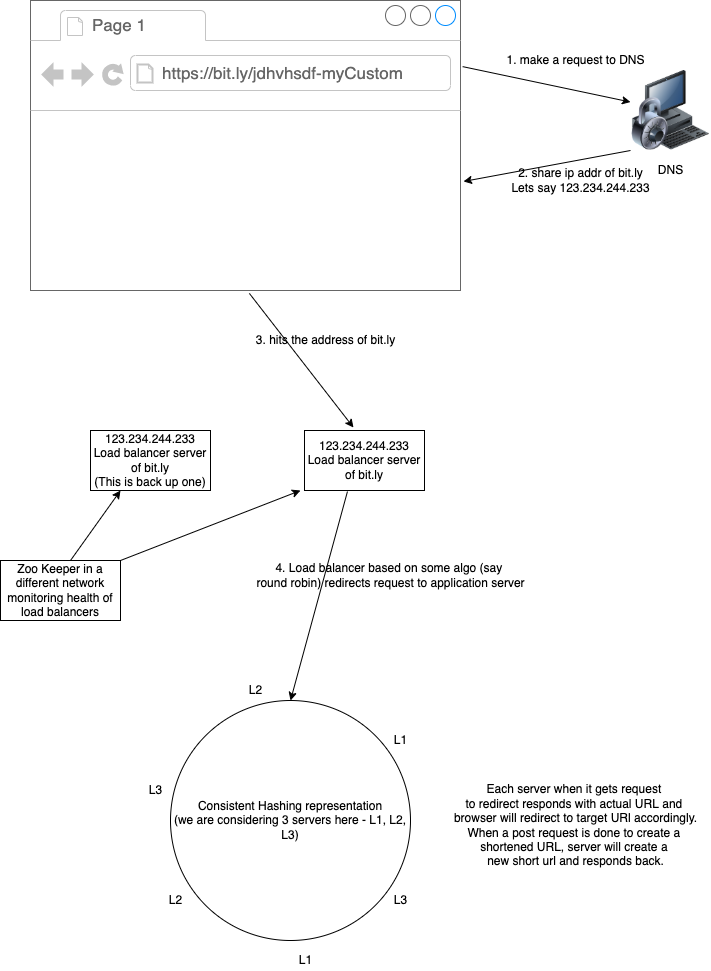 Page 1
https://bit.ly/jdhvhsdf-myCustom
1. make a request to DNS
DNS
2. share ip addr of bit.ly
Lets say 123.234.244.233
3. hits the address of bit.ly
123.234.244.233
Load balancer server
of bit.ly
(This is back up one)
123.234.244.233
Load balancer server
of bit.ly
Zoo Keeper in a
different network
monitoring health of
load balancers
4. Load balancer based on some algo (say
round robin) redirects request to application server
L2
L1
L3
Consistent Hashing representation
(we are considering 3 servers here - L1, L2,
L3)
L2
L3
L1
Each server when it gets request
to redirect responds with actual URL and
browser will redirect to target URI accordingly.
When a post request is done to create a
shortened URL, server will create a
new short url and responds back.